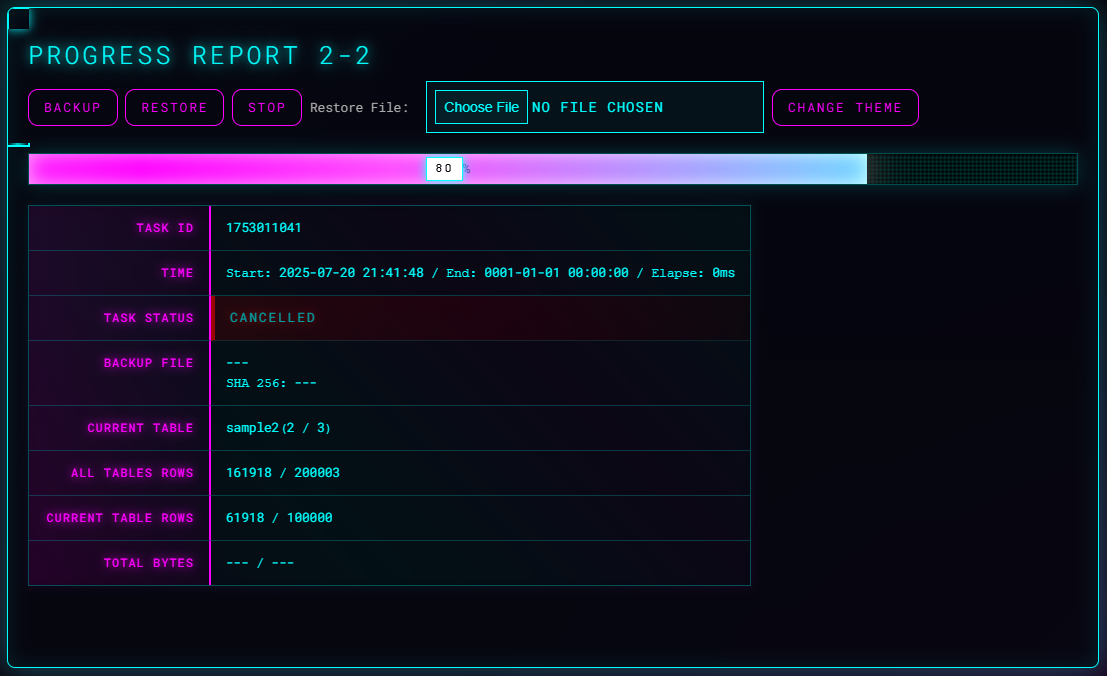 PROGRESS REPORT 2-2
BACKUP RESTORE STOP Restore File: Choose File NO FILE CHOSEN CHANGE THEME
80 %
TASK ID 1753011041
TIME Start: 2025-07-20 21:41:48 / End: 0001-01-01 00:00:00 / Elapse: 0ms
TASK STATUS CANCELLED
BACKUP FILE ---
SHA 256: ---
CURRENT TABLE sample2(2 / 3)
ALL TABLES ROWS 161918 / 200003
CURRENT TABLE ROWS 61918 / 100000
TOTAL BYTES --- / ---